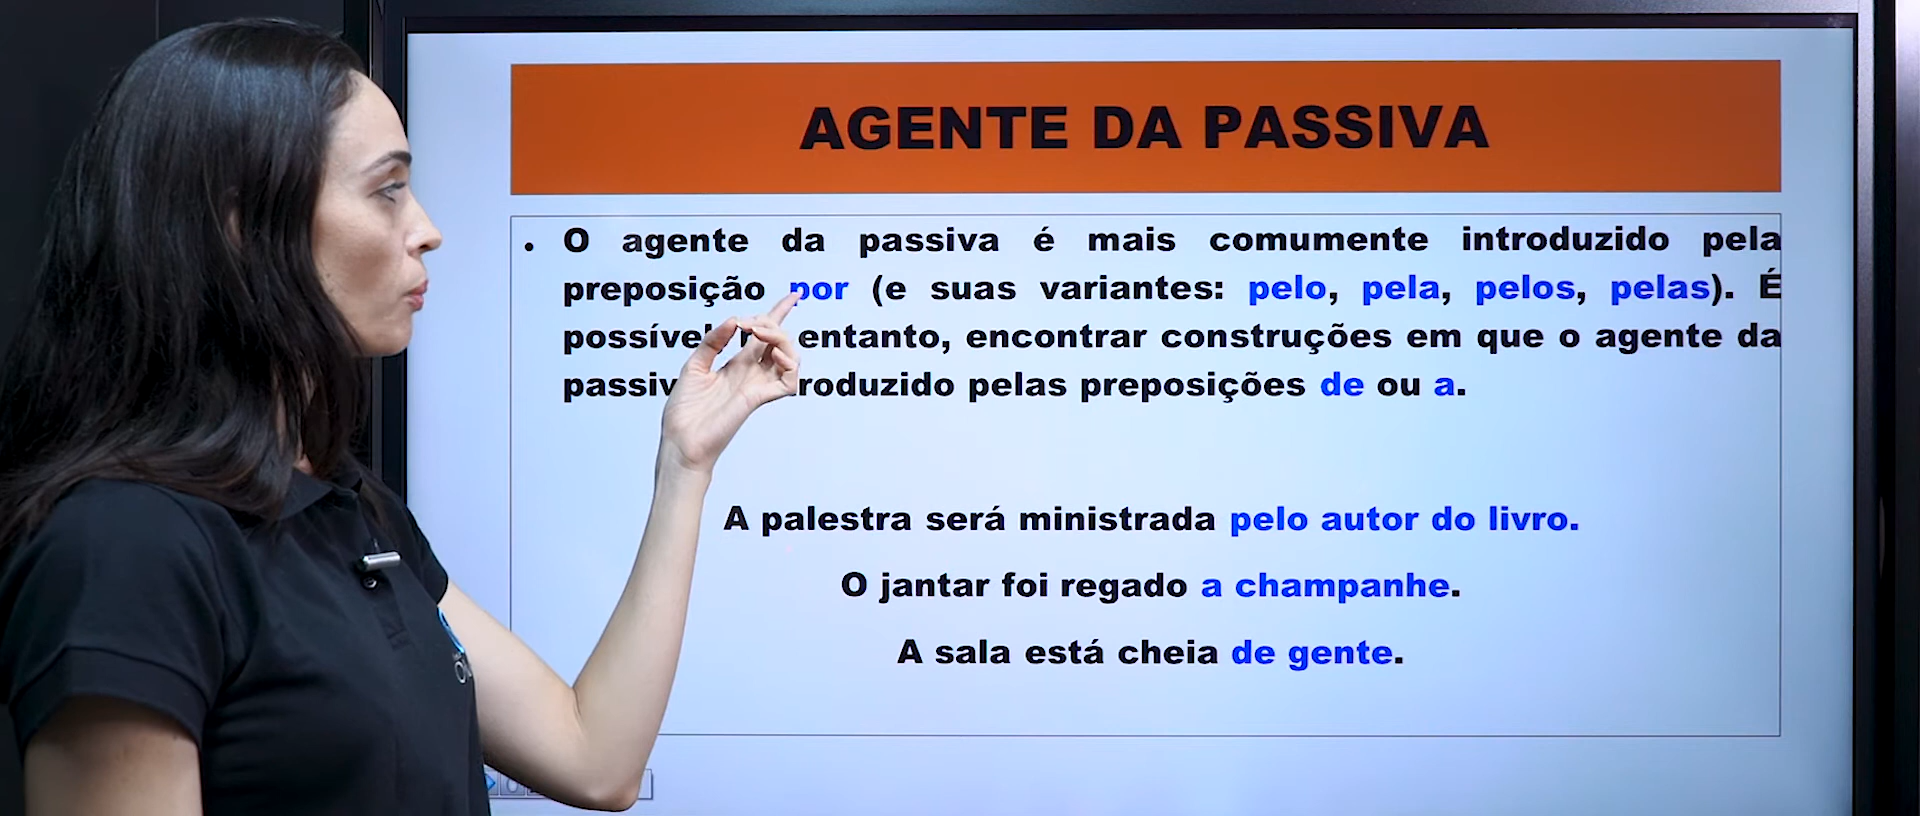 AGENTE DA PASSIVA
• O agente da passiva é mais comumente introduzido pela
preposição por (e suas variantes: pelo, pela, pelos, pelas). É
entanto, encontrar construções em que o agente da
pelas preposições de ou a.
A palestra será ministrada pelo autor do livro.
O jantar foi regado a champanhe.
A sala está cheia de gente.